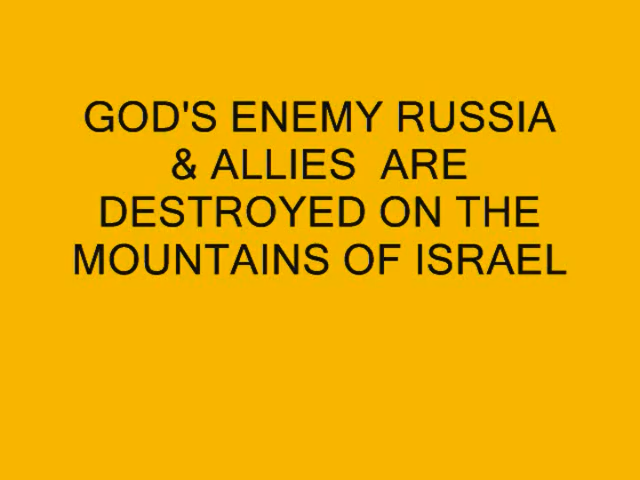 GOD'S ENEMY RUSSIA
& ALLIES  ARE
DESTROYED ON THE
MOUNTAINS OF ISRAEL